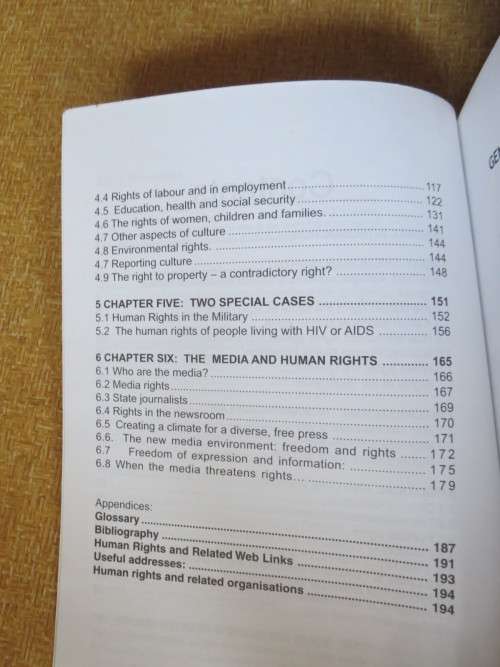 4.4 Rights of labour and in employment ........ 117
4.5 Education, health and social security ........ 122
4.6 The rights of women, children and families. ........ 131
4.7 Other aspects of culture ........ 141
4.8 Environmental rights. ........ 144
4.7 Reporting culture ........ 144
4.9 The right to property – a contradictory right? ........ 148
5 CHAPTER FIVE: TWO SPECIAL CASES ........ 151
5.1 Human Rights in the Military ........ 152
5.2 The human rights of people living with HIV or AIDS ........ 156
6 CHAPTER SIX: THE MEDIA AND HUMAN RIGHTS ........ 165
6.1 Who are the media? ........ 166
6.2 Media rights ........ 167
6.3 State journalists ........ 169
6.4 Rights in the newsroom ........ 170
6.5 Creating a climate for a diverse, free press ........ 171
6.6. The new media environment: freedom and rights ........ 172
6.7 Freedom of expression and information: ........ 175
6.8 When the media threatens rights... ........ 179
Appendices:
Glossary ........ 187
Bibliography ........ 191
Human Rights and Related Web Links ........ 193
Useful addresses: ........ 194
Human rights and related organisations ........ 194